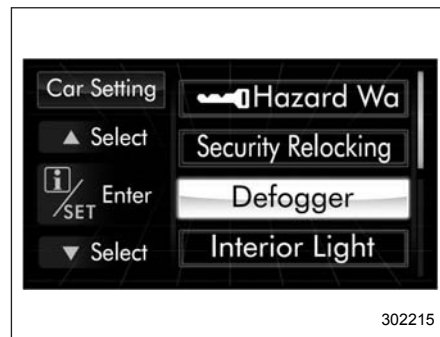 Car Setting
▲ Select
i/SET Enter
▼ Select
Hazard Wa
Security Relocking
Defogger
Interior Light
302215